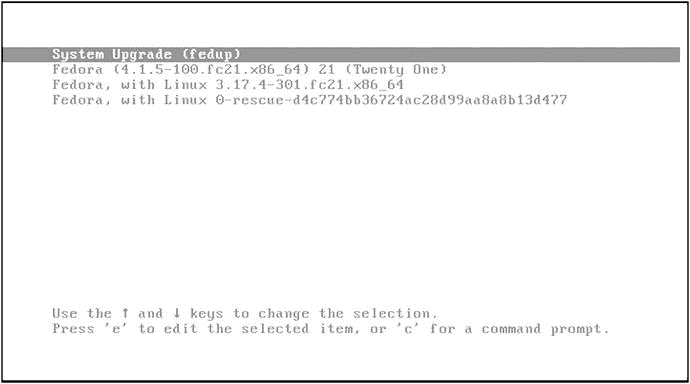 System Upgrade (fedup)
Fedora (4.1.5-100.fc21.x86_64) 21 (Twenty One)
Fedora, with Linux 3.17.4-301.fc21.x86_64
Fedora, with Linux 0-rescue-d4c774bb36724ac28d99aa8a8b13d477
Use the ↑ and ↓ keys to change the selection.
Press 'e' to edit the selected item, or 'c' for a command prompt.